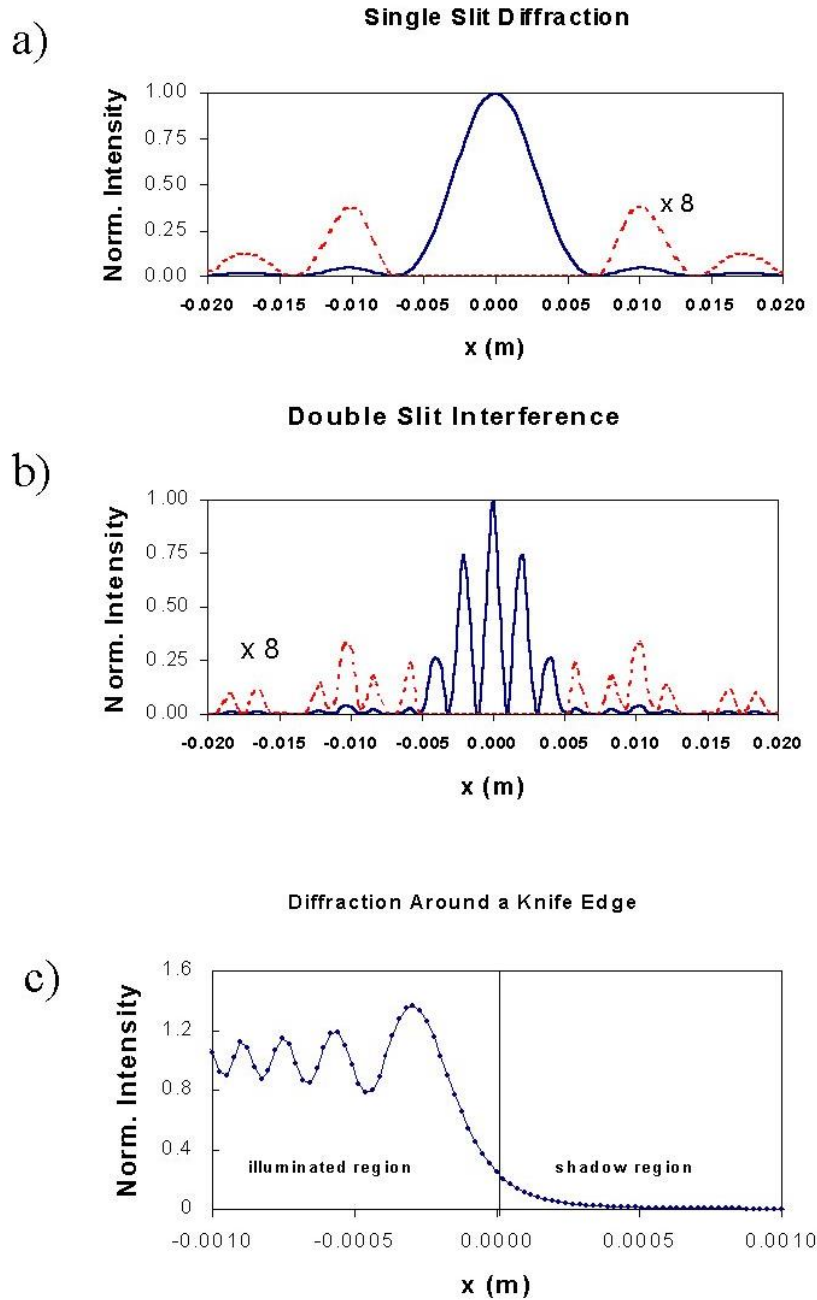 Single Slit Diffraction
a)
Norm. Intensity
1.00
0.75
0.50
0.25
0.00
x 8
-0.020 -0.015 -0.010 -0.005 0.000 0.005 0.010 0.015 0.020
x (m)
Double Slit Interference
b)
Norm. Intensity
1.00
0.75
0.50
0.25
0.00
x 8
-0.020 -0.015 -0.010 -0.005 0.000 0.005 0.010 0.015 0.020
x (m)
Diffraction Around a Knife Edge
c)
Norm. Intensity
1.6
1.2
0.8
0.4
0
illuminated region
shadow region
-0.0010 -0.0005 0.0000 0.0005 0.0010
x (m)